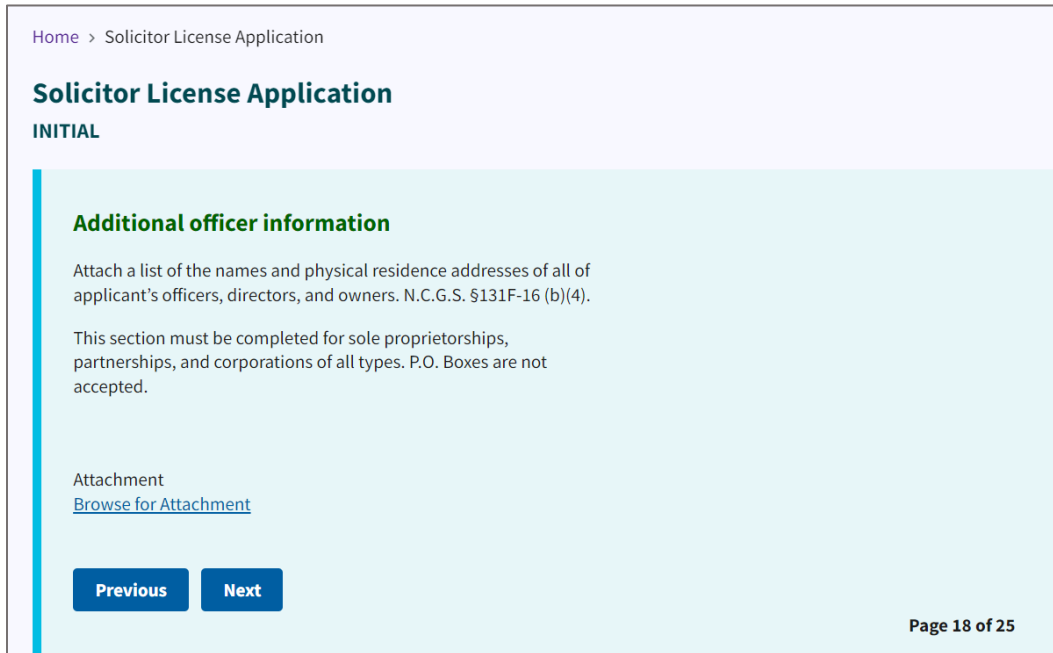 Home > Solicitor License Application
Solicitor License Application
INITIAL
Additional officer information
Attach a list of the names and physical residence addresses of all of
applicant’s officers, directors, and owners. N.C.G.S. §131F-16 (b)(4).
This section must be completed for sole proprietorships,
partnerships, and corporations of all types. P.O. Boxes are not
accepted.
Attachment
Browse for Attachment
Previous Next
Page 18 of 25